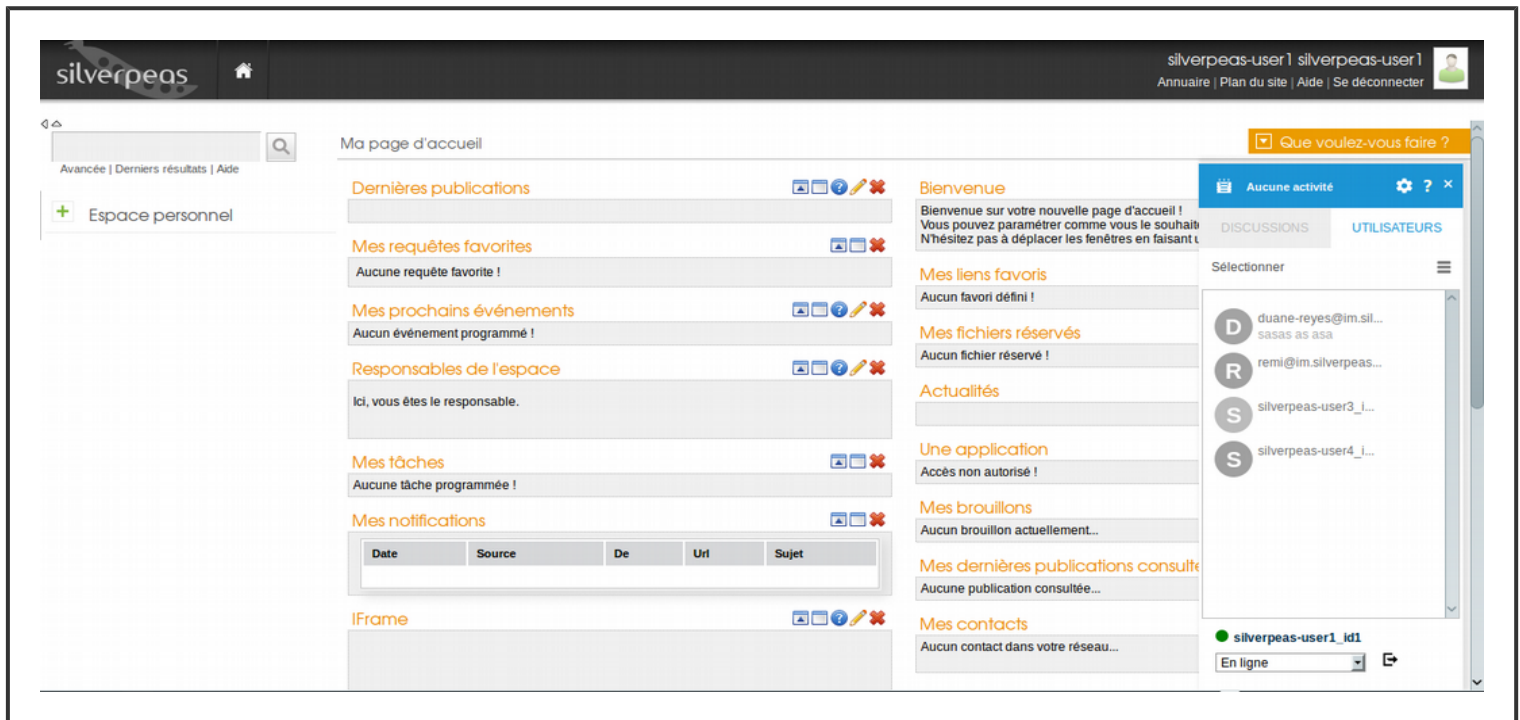 silverpeas
silverpeas-user1 silverpeas-user1
Annuaire | Plan du site | Aide | Se déconnecter
Avancée | Derniers résultats | Aide
Espace personnel
Ma page d'accueil
Que voulez-vous faire ?
Dernières publications
Mes requêtes favorites
Aucune requête favorite !
Mes prochains événements
Aucun événement programmé !
Responsables de l'espace
Ici, vous êtes le responsable.
Mes tâches
Aucune tâche programmée !
Mes notifications
Date Source De Url Sujet
IFrame
Bienvenue
Bienvenue sur votre nouvelle page d'accueil !
Vous pouvez paramétrer comme vous le souhaite
N'hésitez pas à déplacer les fenêtres en faisant
Mes liens favoris
Aucun favori défini !
Mes fichiers réservés
Aucun fichier réservé !
Actualités
Une application
Accès non autorisé !
Mes brouillons
Aucun brouillon actuellement...
Mes dernières publications consulté
Aucune publication consultée...
Mes contacts
Aucun contact dans votre réseau...
Aucune activité ? ×
DISCUSSIONS UTILISATEURS
Sélectionner
D duane-reyes@im.sil...
sasas as asa
R remi@im.silverpeas...
S silverpeas-user3_i...
S silverpeas-user4_i...
silverpeas-user1_id1
En ligne